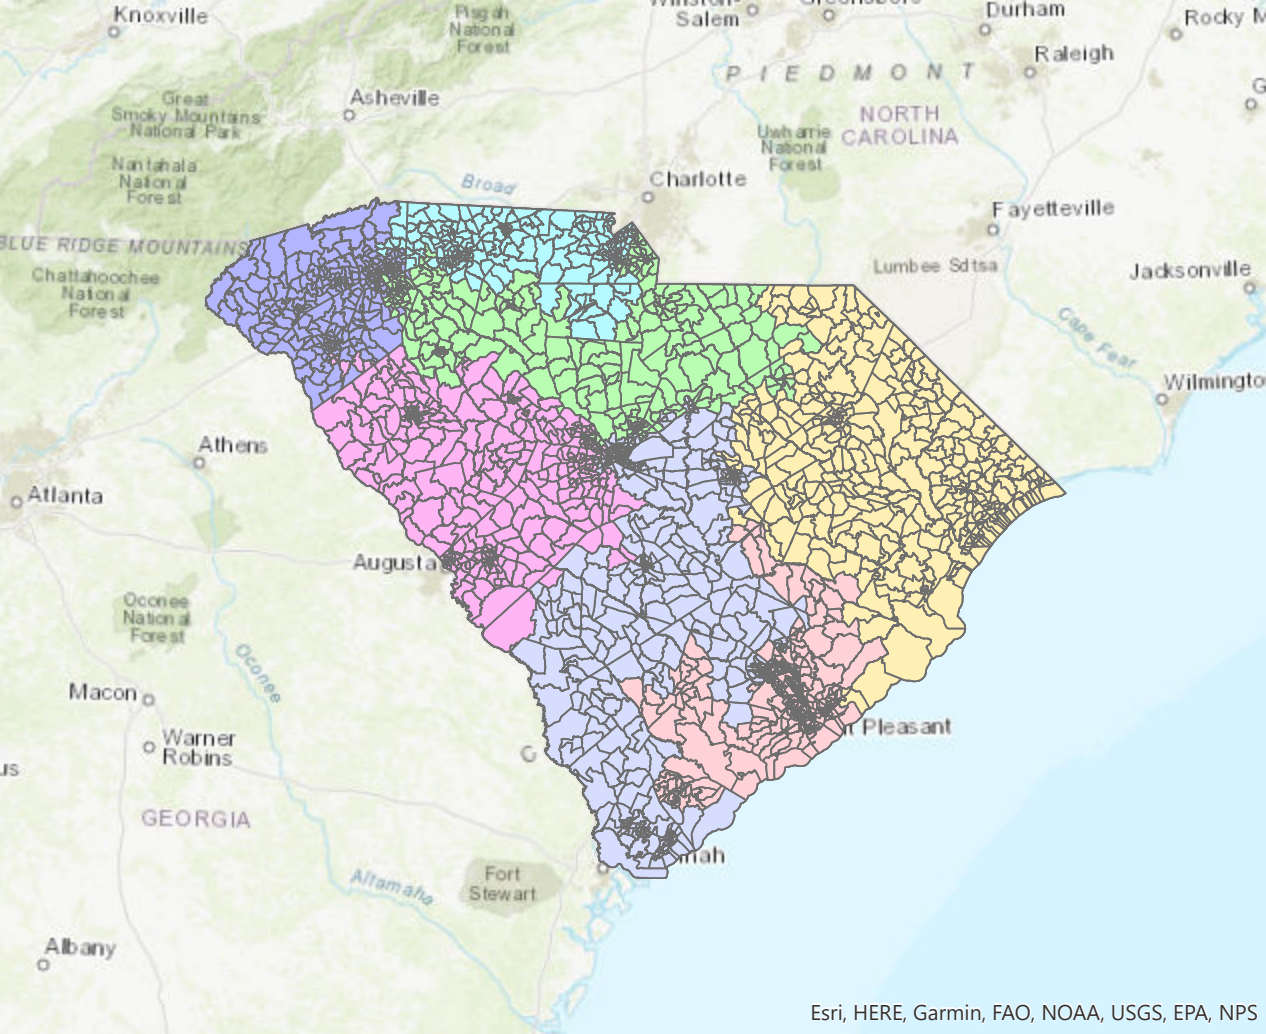 Knoxville
Pisgah
National
Forest
Salem
Durham
Rocky M
Raleigh
PIEDMONT
Great
Smoky Mountains
National Park
Asheville
NORTH
CAROLINA
Uwharrie
National
Forest
Nantahala
National
Forest
Broad
Charlotte
Fayetteville
BLUE RIDGE MOUNTAINS
Chattahoochee
National
Forest
Lumbee Sdtsa
Jacksonville
Cape Fear
Wilmingto
Athens
Atlanta
Augusta
Oconee
National
Forest
Oconee
Macon
Warner
Robins
t Pleasant
us
G
GEORGIA
nah
Fort
Stewart
Altamaha
Albany
Esri, HERE, Garmin, FAO, NOAA, USGS, EPA, NPS